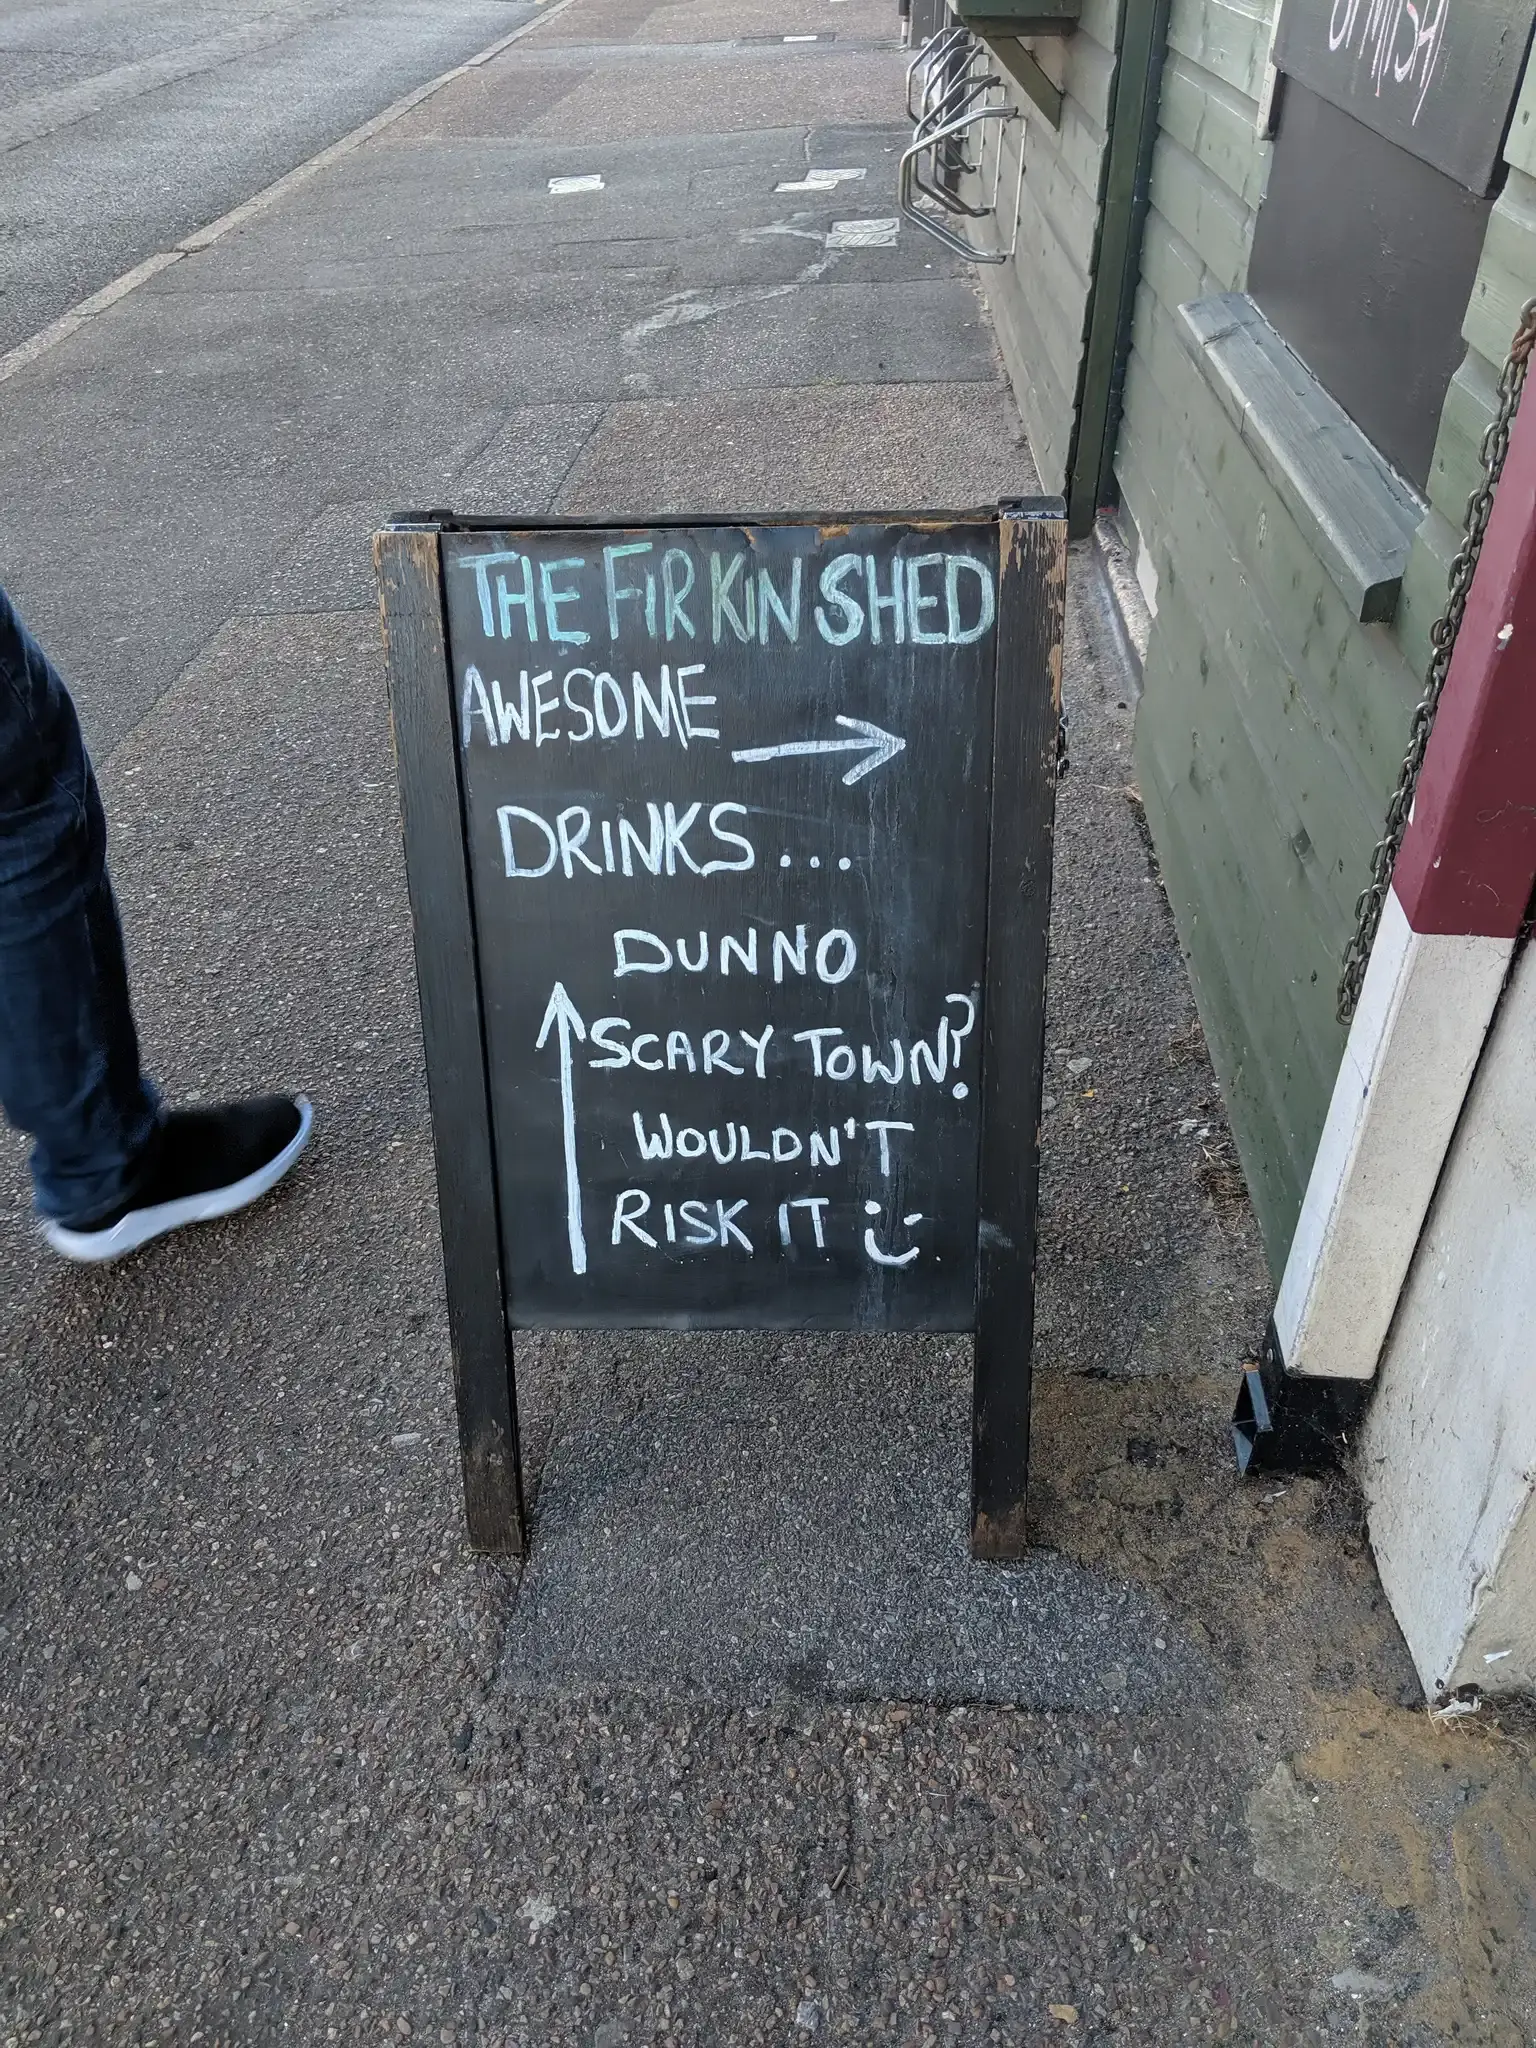 THE FIRKIN SHED
AWESOME →
DRINKS...
DUNNO
↑ SCARY TOWN?
WOULDN'T
RISK IT